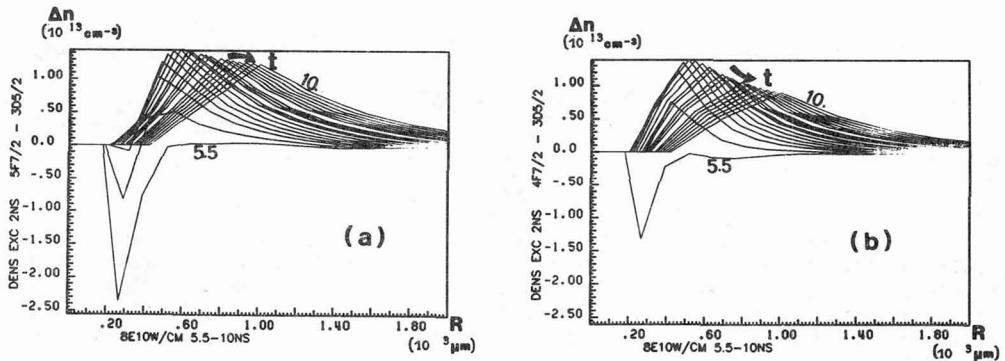 Δn
(10 13cm-3)
DENS EXC 2NS 5F7/2 - 3D5/2
1.00
.50
0.0
-.50
-1.00
-1.50
-2.00
-2.50
t
10.
5.5
(a)
.20 .60 1.00 1.40 1.80 R
8E10W/CM 5.5-10NS
(10 3μm)
Δn
(10 13cm-3)
DENS EXC 2NS 4F7/2 - 3D5/2
1.00
.50
0.0
-.50
-1.00
-1.50
-2.00
-2.50
t
10.
5.5
(b)
.20 .60 1.00 1.40 1.80 R
8E10W/CM 5.5-10NS
(10 3μm)